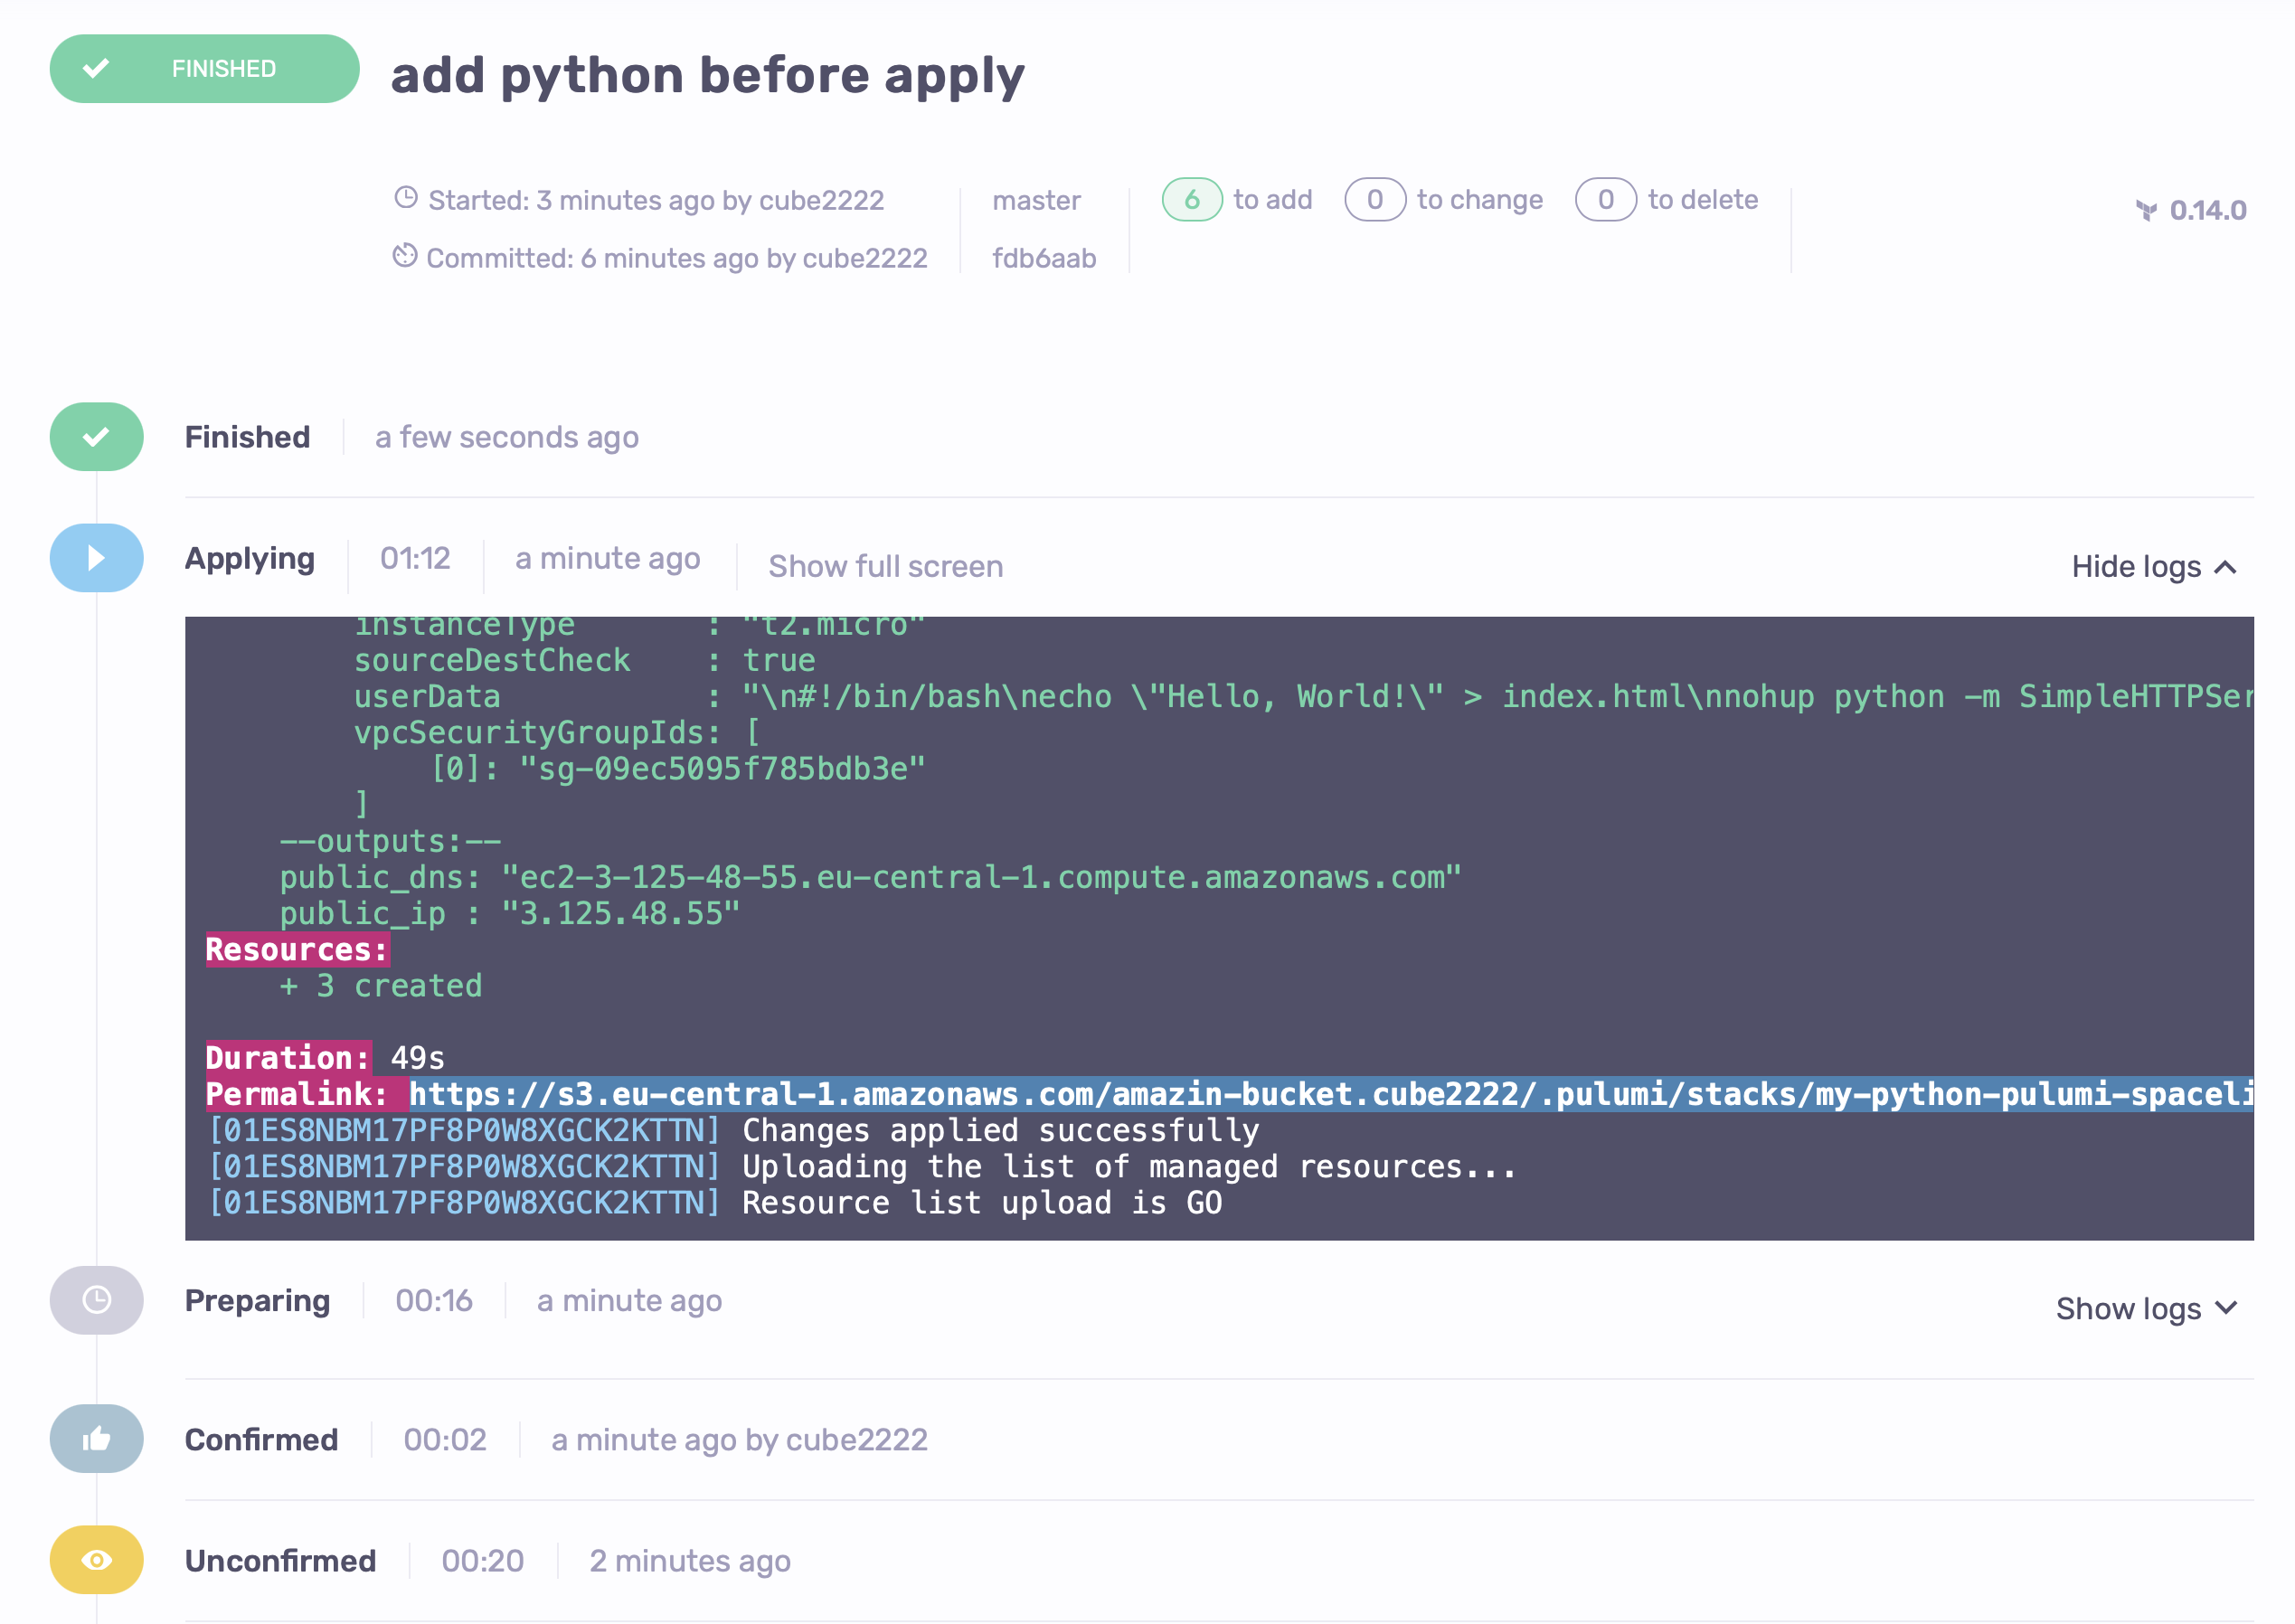 FINISHED
add python before apply
Started: 3 minutes ago by cube2222
Committed: 6 minutes ago by cube2222
master
fdb6aab
6 to add 0 to change 0 to delete
0.14.0
Finished a few seconds ago
Applying 01:12 a minute ago Show full screen Hide logs
instanceType : "t2.micro"
sourceDestCheck : true
userData : "\n#!/bin/bash\necho \"Hello, World!\" > index.html\nnohup python -m SimpleHTTPSer
vpcSecurityGroupIds: [
[0]: "sg-09ec5095f785bdb3e"
]
--outputs:--
public_dns: "ec2-3-125-48-55.eu-central-1.compute.amazonaws.com"
public_ip : "3.125.48.55"
Resources:
+ 3 created
Duration: 49s
Permalink: https://s3.eu-central-1.amazonaws.com/amazin-bucket.cube2222/.pulumi/stacks/my-python-pulumi-spaceli
[01ES8NBM17PF8P0W8XGCK2KTTN] Changes applied successfully
[01ES8NBM17PF8P0W8XGCK2KTTN] Uploading the list of managed resources...
[01ES8NBM17PF8P0W8XGCK2KTTN] Resource list upload is GO
Preparing 00:16 a minute ago Show logs
Confirmed 00:02 a minute ago by cube2222
Unconfirmed 00:20 2 minutes ago